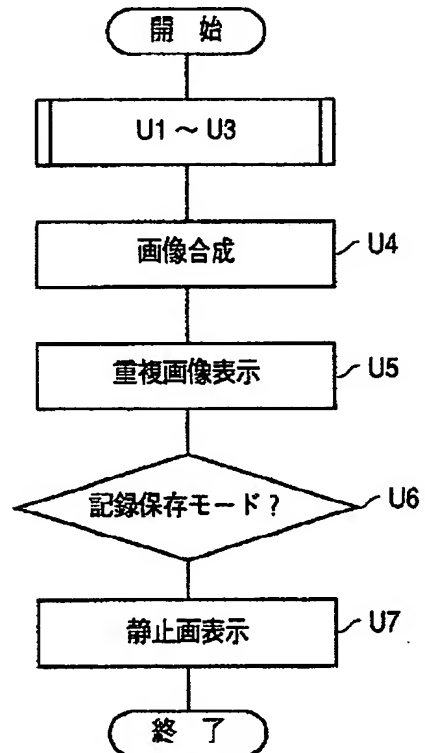 開 始
U1 ～ U3
画像合成 U4
重複画像表示 U5
記録保存モード? U6
静止画表示 U7
終 了